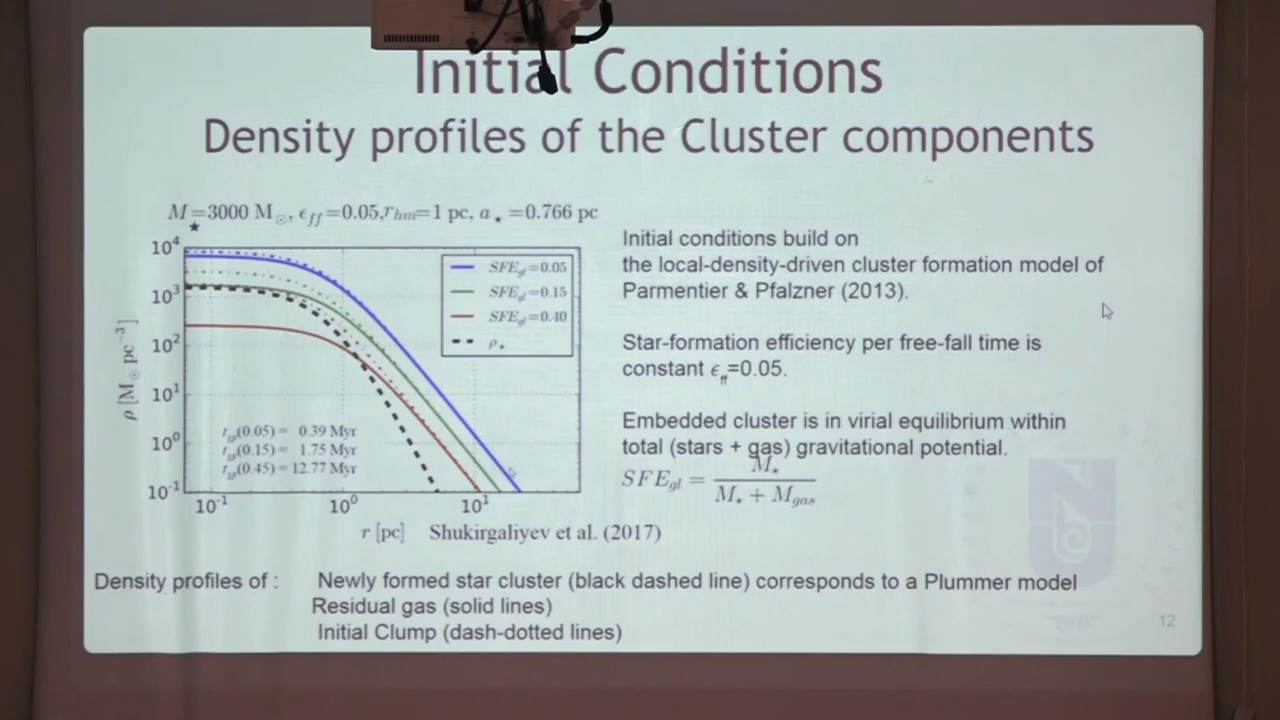 Initial Conditions
Density profiles of the Cluster components
M★=3000 M⊙, ϵff=0.05, rhm=1 pc, a⋆=0.766 pc
Initial conditions build on
the local-density-driven cluster formation model of
Parmentier & Pfalzner (2013).
Star-formation efficiency per free-fall time is
constant ϵff=0.05.
Embedded cluster is in virial equilibrium within
total (stars + gas) gravitational potential.
SFEgl = M⋆ / (M⋆ + Mgas)
10⁴
10³
10²
10¹
10⁰
10⁻¹
ρ [M⊙ pc⁻³]
SFEgl=0.05
SFEgl=0.15
SFEgl=0.40
ρ⋆
tSF(0.05) = 0.39 Myr
tSF(0.15) = 1.75 Myr
tSF(0.45) = 12.77 Myr
10⁻¹ 10⁰ 10¹
r [pc] Shukirgaliyev et al. (2017)
Density profiles of : Newly formed star cluster (black dashed line) corresponds to a Plummer model
Residual gas (solid lines)
Initial Clump (dash-dotted lines)
12